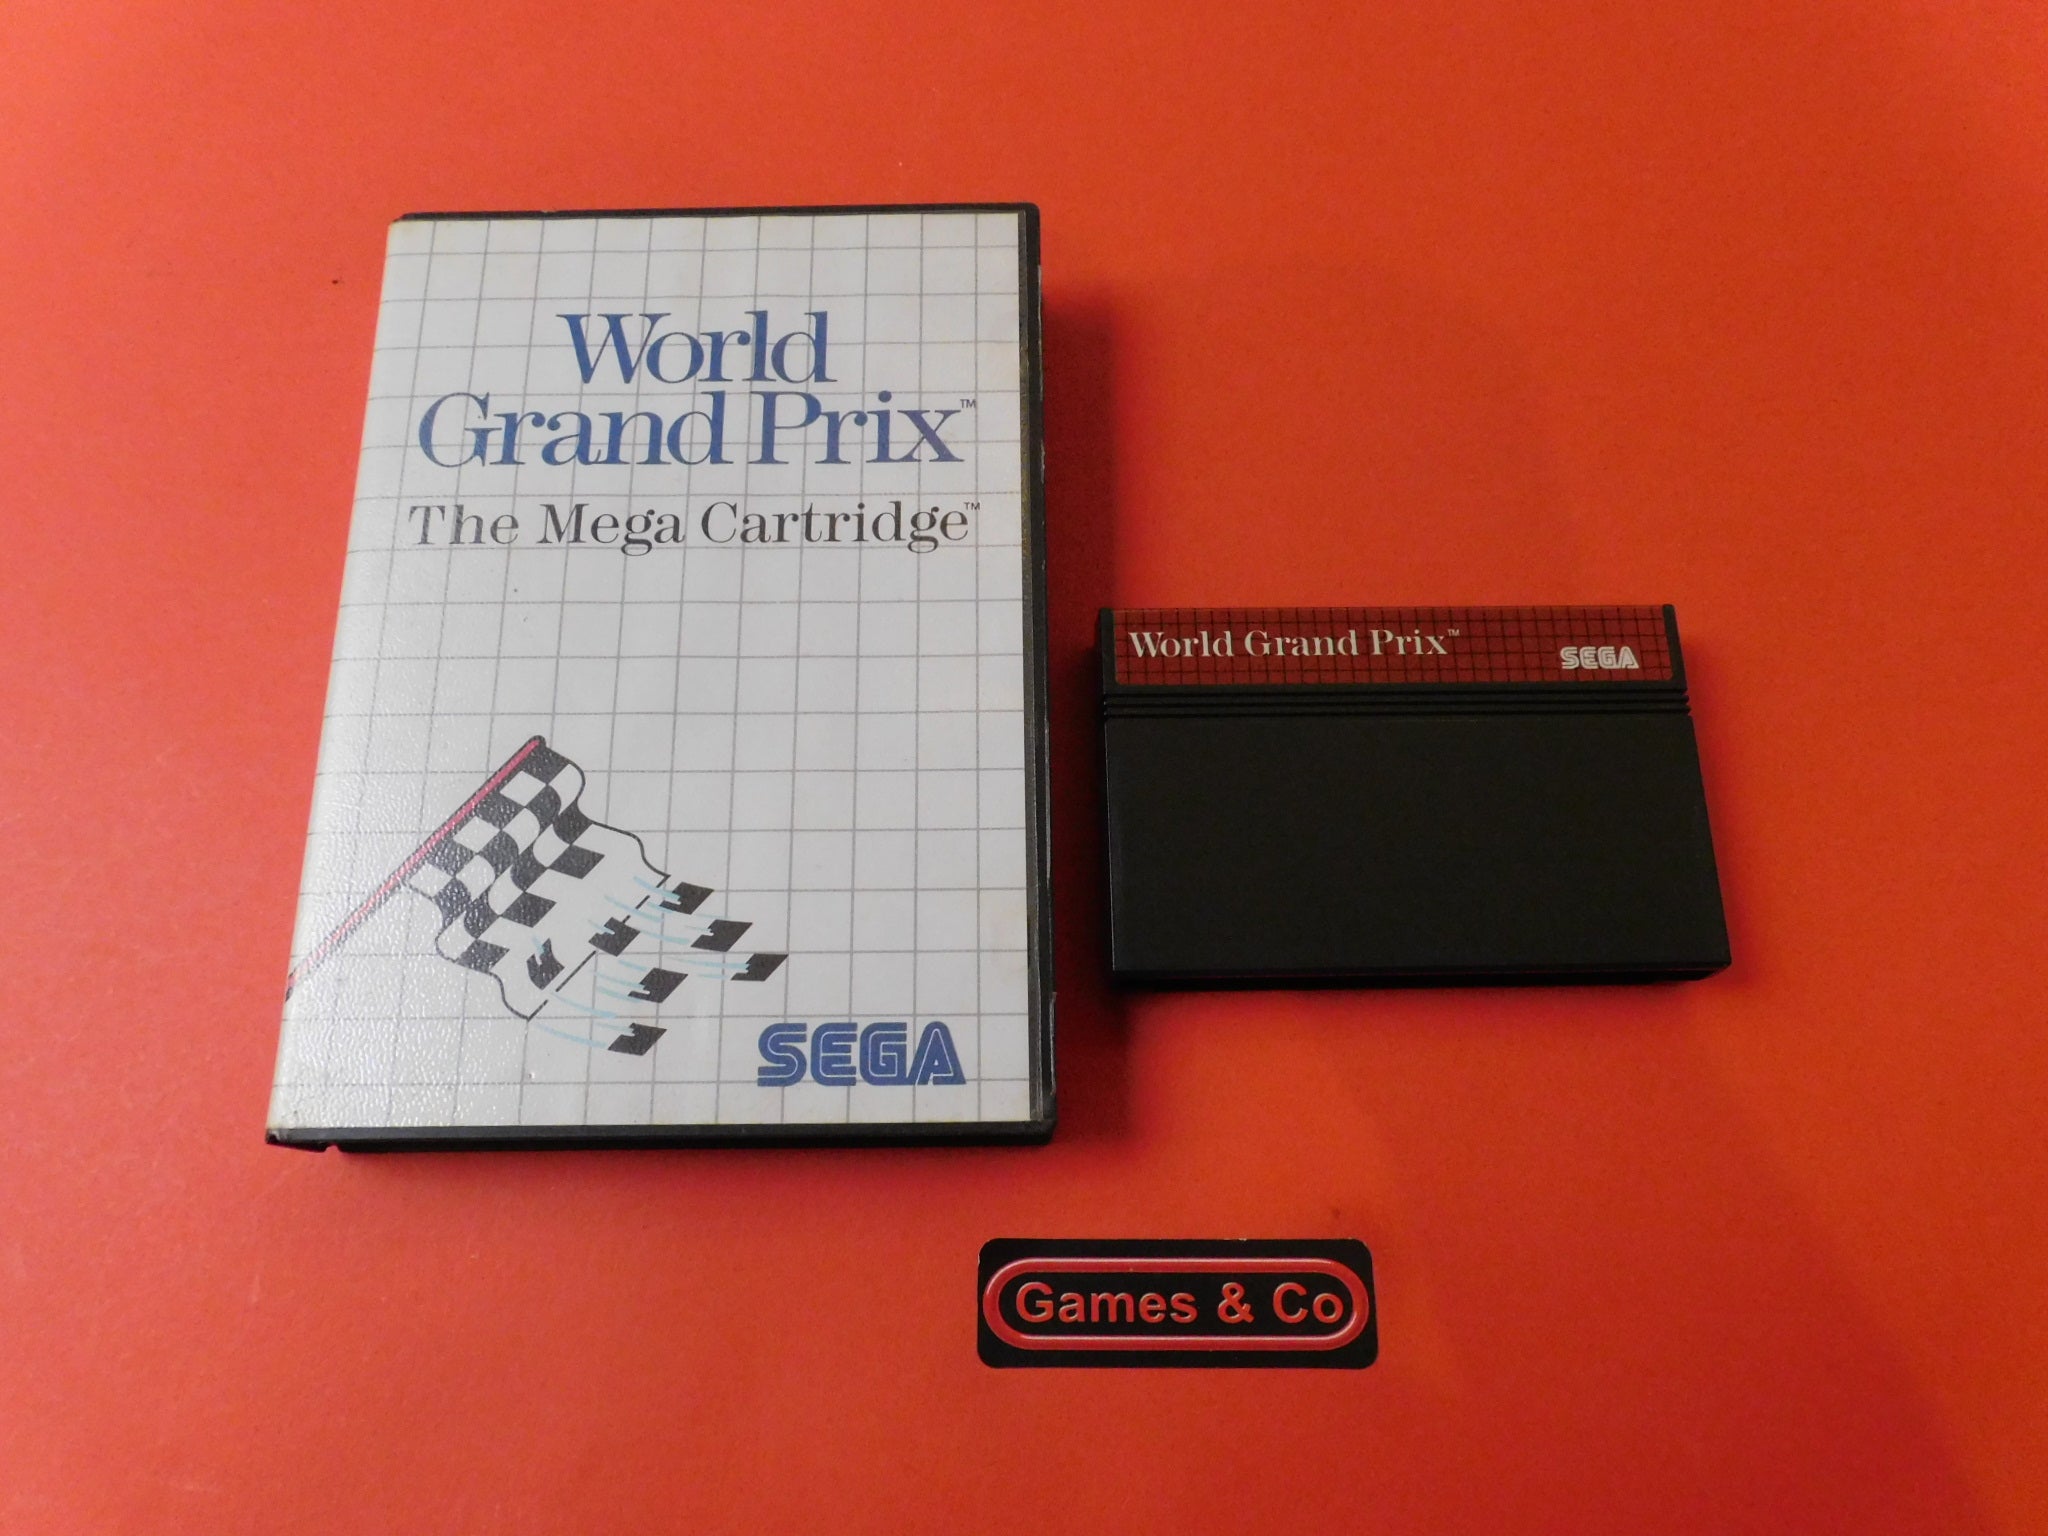 World
Grand Prix™
The Mega Cartridge™
SEGA
World Grand Prix™
SEGA
Games & Co